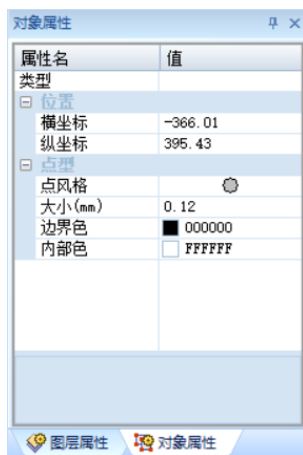 对象属性
属性名 值
类型
位置
横坐标 -366.01
纵坐标 395.43
点型
点风格
大小(mm) 0.12
边界色 000000
内部色 FFFFFF
图层属性 对象属性